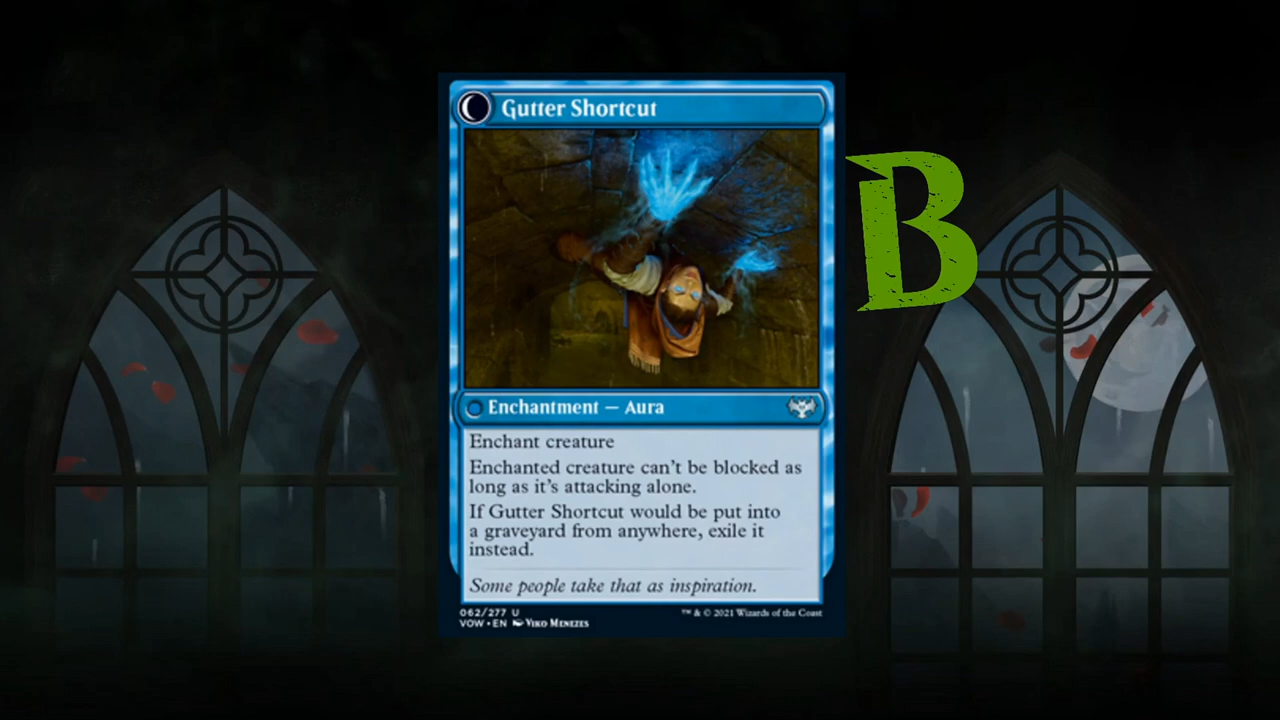 Gutter Shortcut
B
Enchantment — Aura
Enchant creature
Enchanted creature can't be blocked as
long as it's attacking alone.
If Gutter Shortcut would be put into
a graveyard from anywhere, exile it
instead.
Some people take that as inspiration.
062/277 U
VOW • EN Viko Menezes
™ & © 2021 Wizards of the Coast